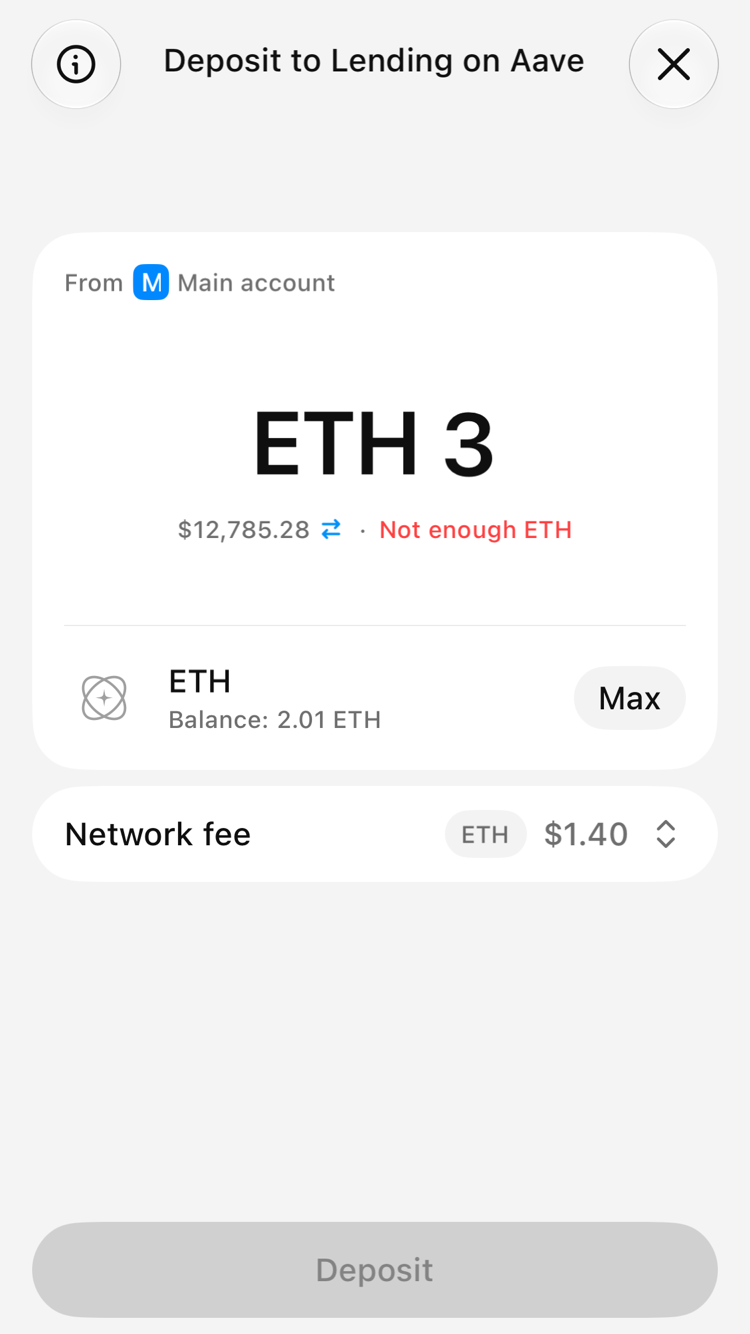 Deposit to Lending on Aave
From M Main account
ETH 3
$12,785.28 · Not enough ETH
ETH
Balance: 2.01 ETH
Max
Network fee ETH $1.40
Deposit